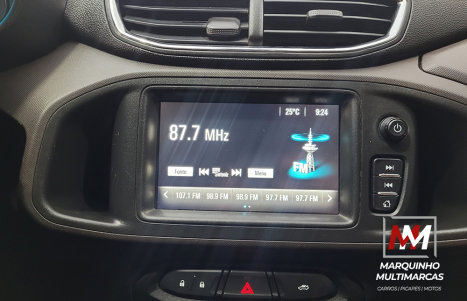 25°C 9:24
87.7 MHz
FM
Fonte Menu
107.1 FM 98.9 FM 98.9 FM 97.7 FM 97.7 FM
MM
MARQUINHO
MULTIMARCAS
CARROS | PICAPES | MOTOS